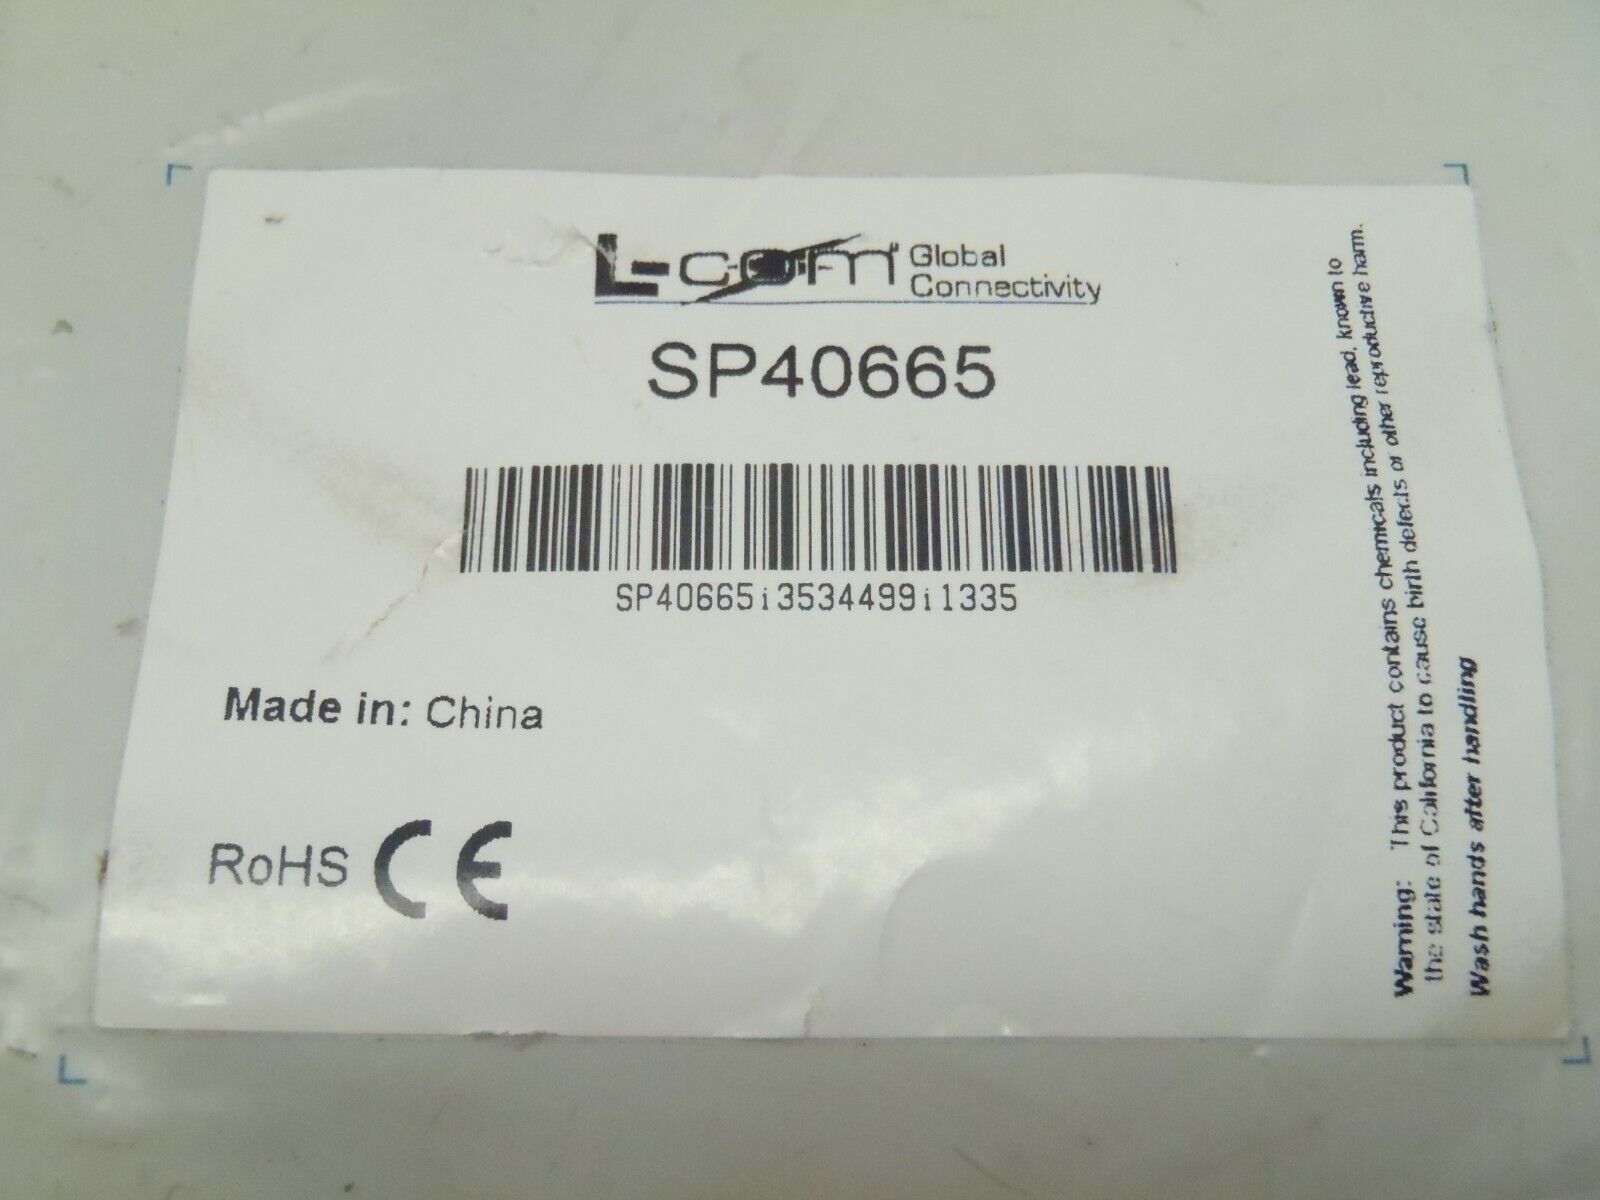 L-com Global
Connectivity
SP40665
SP40665i3534499i1335
Made in: China
RoHS CE
Warning: This product contains chemicals including lead, known to
the state of California to cause birth defects or other reproductive harm.
Wash hands after handling